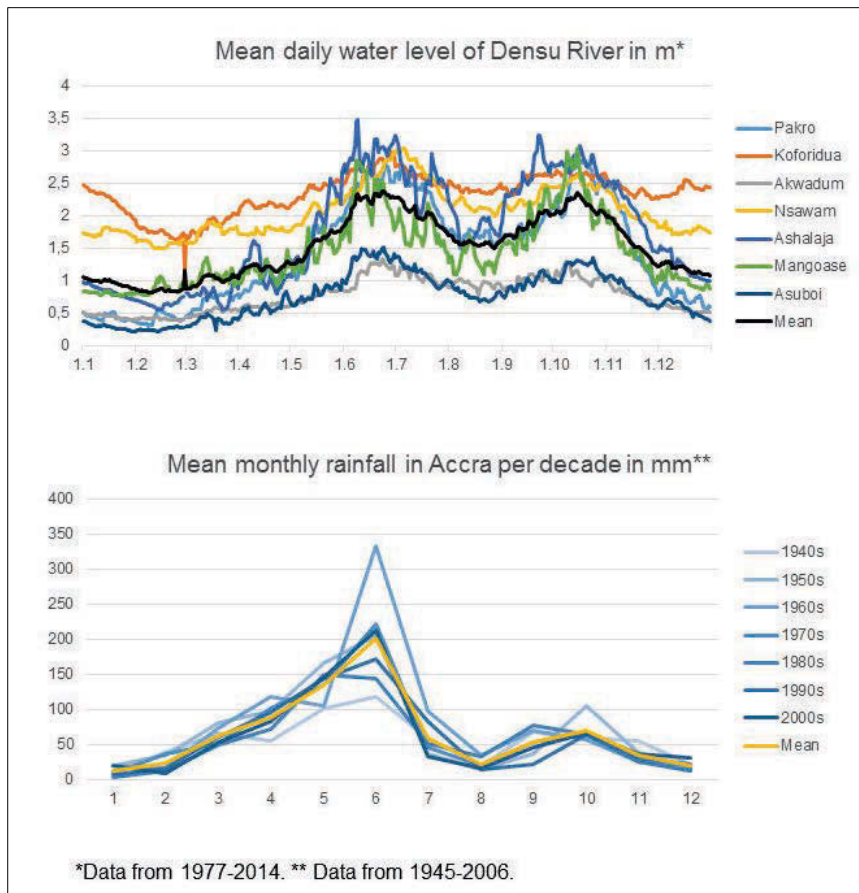 Mean daily water level of Densu River in m*
4
3,5
3
2,5
2
1,5
1
0,5
0
1.1 1.2 1.3 1.4 1.5 1.6 1.7 1.8 1.9 1.10 1.11 1.12
Pakro
Koforidua
Akwadum
Nsawam
Ashalaja
Mangoase
Asuboi
Mean
Mean monthly rainfall in Accra per decade in mm**
400
350
300
250
200
150
100
50
0
1 2 3 4 5 6 7 8 9 10 11 12
1940s
1950s
1960s
1970s
1980s
1990s
2000s
Mean
*Data from 1977-2014. ** Data from 1945-2006.